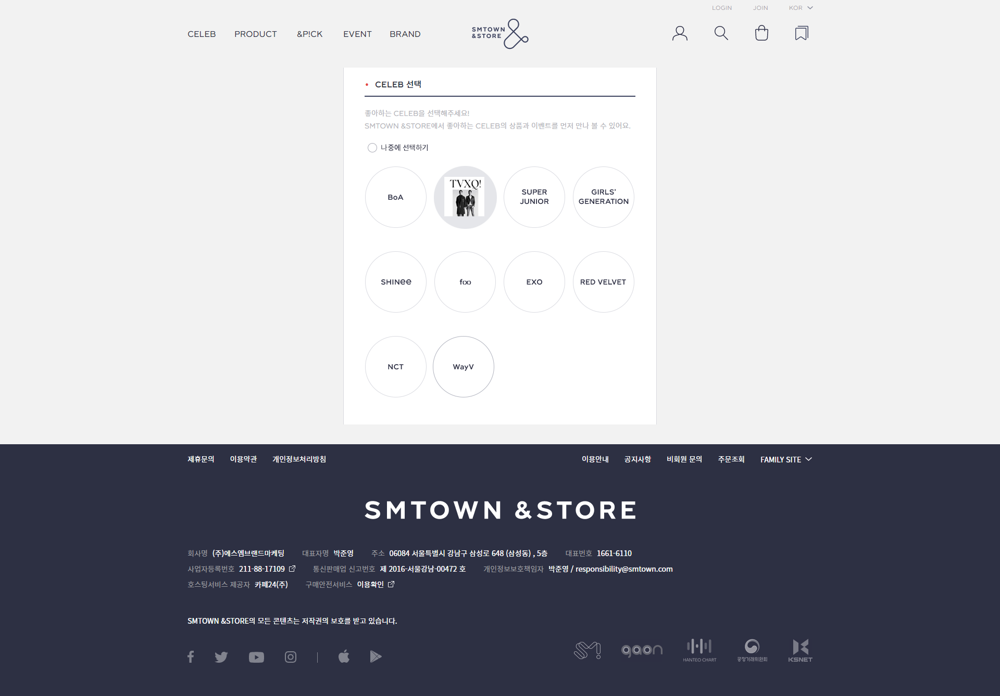 LOGIN JOIN KOR
CELEB PRODUCT &P!CK EVENT BRAND
SMTOWN
&STORE
CELEB 선택
좋아하는 CELEB을 선택해주세요!
SMTOWN &STORE에서 좋아하는 CELEB의 상품과 이벤트를 먼저 만나 볼 수 있어요.
나중에 선택하기
BoA
TVXQ!
SUPER
JUNIOR
GIRLS'
GENERATION
SHINee
f(x)
EXO
RED VELVET
NCT
WayV
제휴문의 이용약관 개인정보처리방침
이용안내 공지사항 비회원 문의 주문조회 FAMILY SITE
SMTOWN &STORE
회사명 (주)에스엠브랜드마케팅 대표자명 박준영 주소 06084 서울특별시 강남구 삼성로 648 (삼성동) , 5층 대표번호 1661-6110
사업자등록번호 211-88-17109 통신판매업 신고번호 제 2016-서울강남-00472 호 개인정보보호책임자 박준영 / responsibility@smtown.com
호스팅서비스 제공자 카페24(주) 구매안전서비스 이용확인
SMTOWN &STORE의 모든 콘텐츠는 저작권의 보호를 받고 있습니다.
SM! gaon HANTEO CHART 공정거래위원회 KSNET